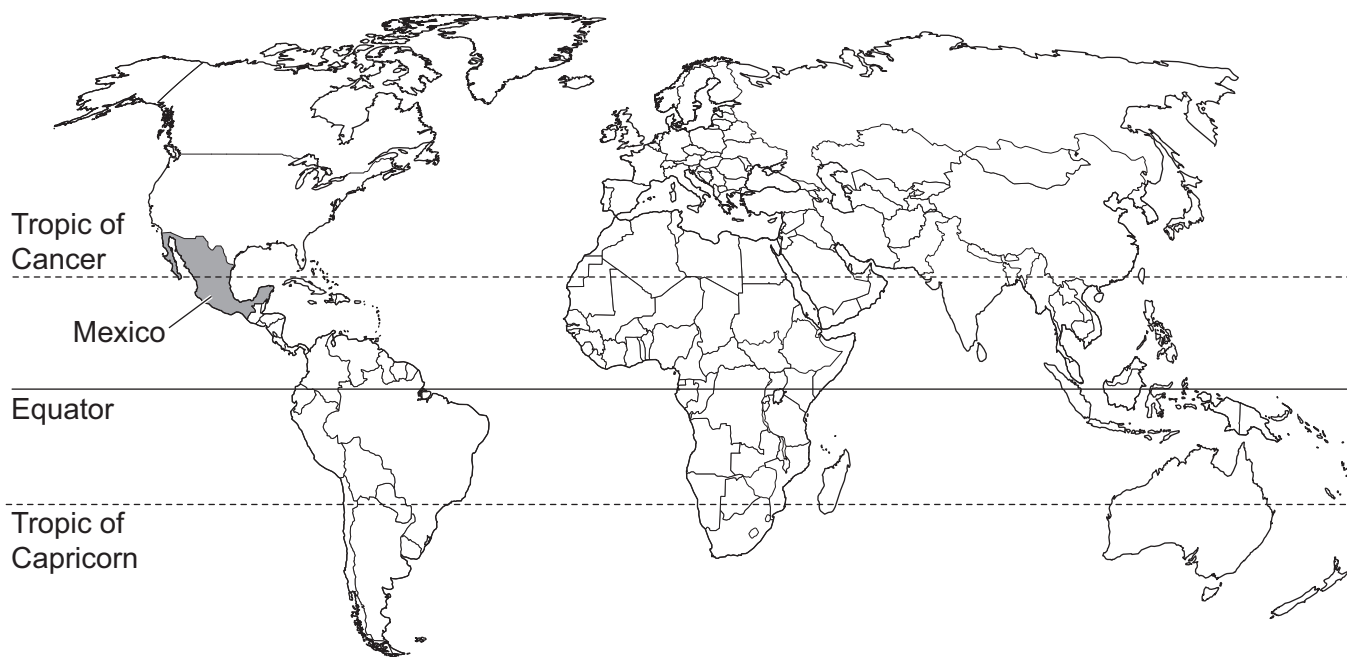 Tropic of
Cancer
Mexico
Equator
Tropic of
Capricorn